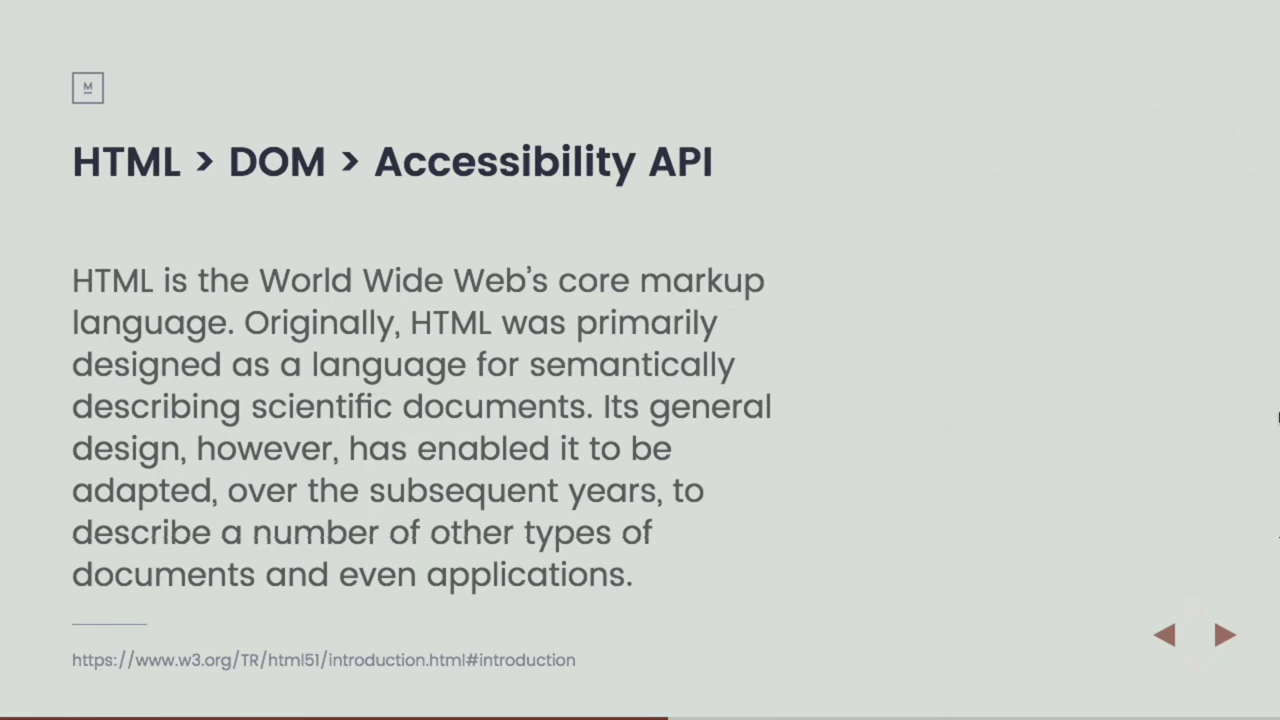 M
HTML > DOM > Accessibility API
HTML is the World Wide Web’s core markup
language. Originally, HTML was primarily
designed as a language for semantically
describing scientific documents. Its general
design, however, has enabled it to be
adapted, over the subsequent years, to
describe a number of other types of
documents and even applications.
https://www.w3.org/TR/html51/introduction.html#introduction